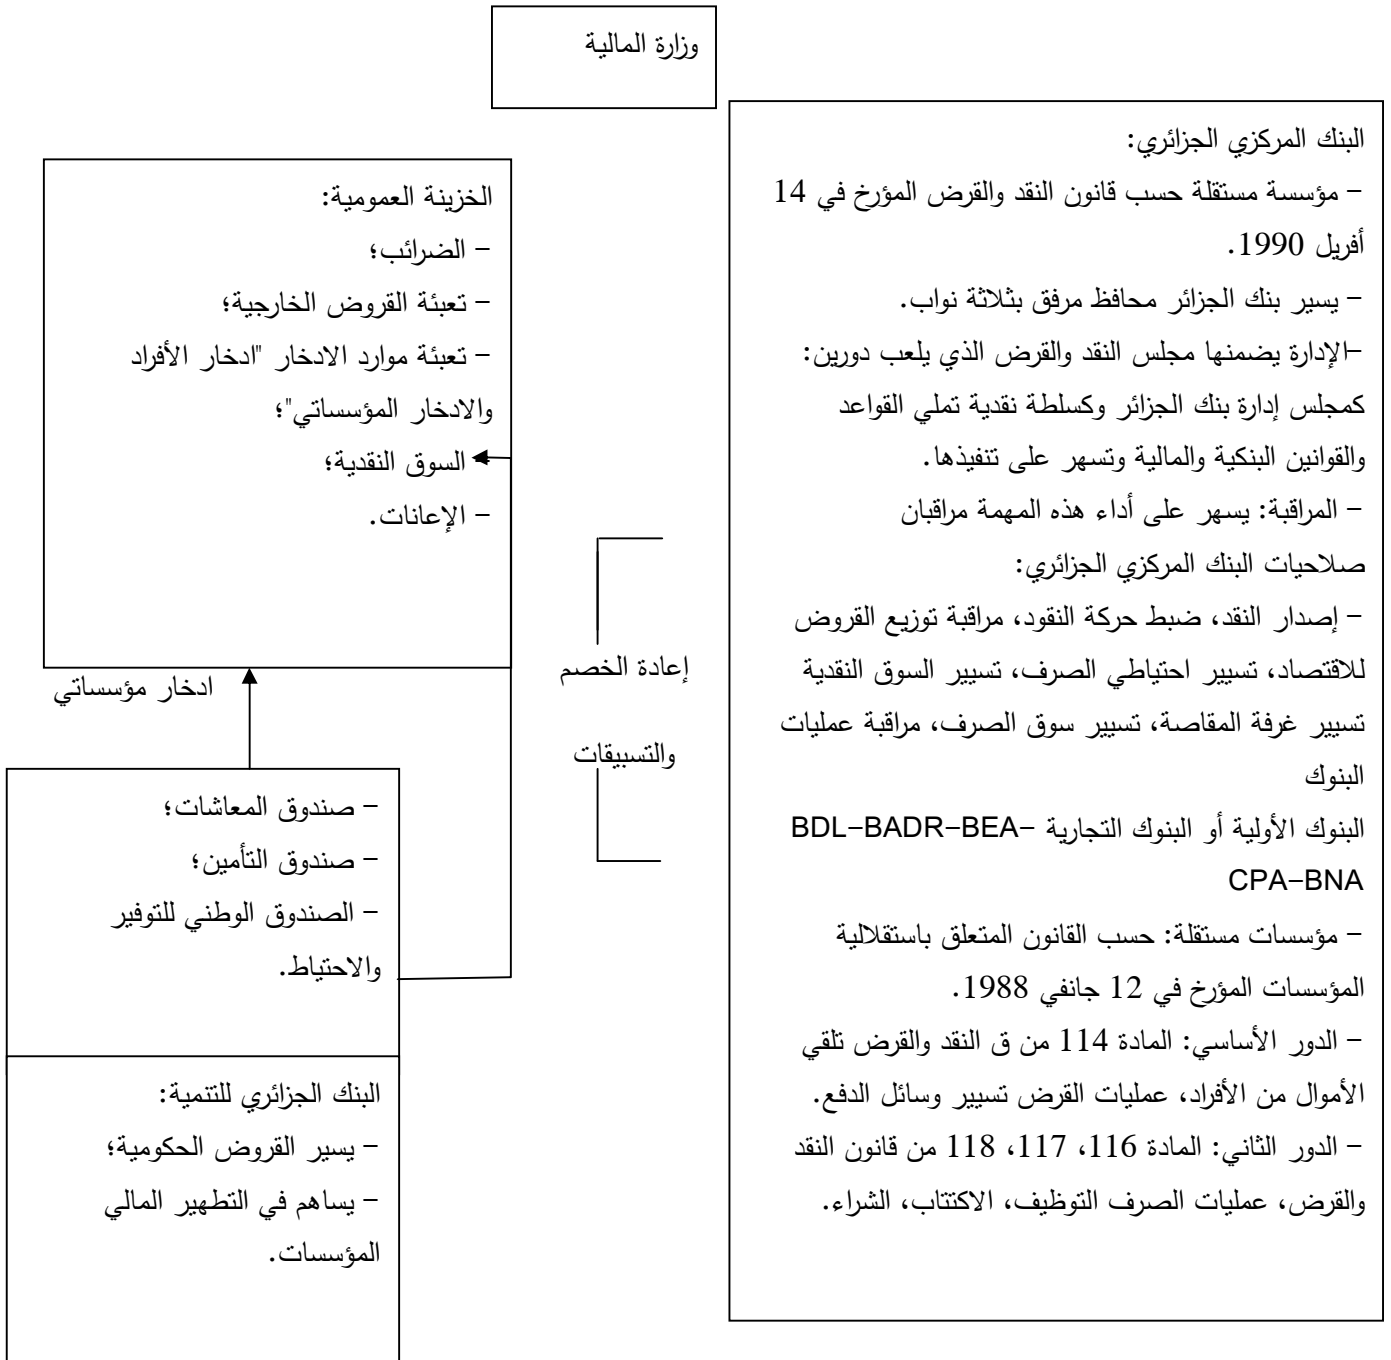 وزارة المالية
البنك المركزي الجزائري:
– مؤسسة مستقلة حسب قانون النقد والقرض المؤرخ في 14
أفريل 1990.
– يسير بنك الجزائر محافظ مرفق بثلاثة نواب.
–الإدارة يضمنها مجلس النقد والقرض الذي يلعب دورين:
كمجلس إدارة بنك الجزائر وكسلطة نقدية تملي القواعد
والقوانين البنكية والمالية وتسهر على تنفيذها.
– المراقبة: يسهر على أداء هذه المهمة مراقبان
صلاحيات البنك المركزي الجزائري:
– إصدار النقد، ضبط حركة النقود، مراقبة توزيع القروض
للاقتصاد، تسيير احتياطي الصرف، تسيير السوق النقدية
تسيير غرفة المقاصة، تسيير سوق الصرف، مراقبة عمليات
البنوك
البنوك الأولية أو البنوك التجارية BDL–BADR–BEA–
CPA–BNA
– مؤسسات مستقلة: حسب القانون المتعلق باستقلالية
المؤسسات المؤرخ في 12 جانفي 1988.
– الدور الأساسي: المادة 114 من ق النقد والقرض تلقي
الأموال من الأفراد، عمليات القرض تسيير وسائل الدفع.
– الدور الثاني: المادة 116، 117، 118 من قانون النقد
والقرض، عمليات الصرف التوظيف، الاكتتاب، الشراء.
الخزينة العمومية:
– الضرائب؛
– تعبئة القروض الخارجية؛
– تعبئة موارد الادخار "ادخار الأفراد
والادخار المؤسساتي"؛
السوق النقدية؛
– الإعانات.
إعادة الخصم
والتسبيقات
ادخار مؤسساتي
– صندوق المعاشات؛
– صندوق التأمين؛
– الصندوق الوطني للتوفير
والاحتياط.
البنك الجزائري للتنمية:
– يسير القروض الحكومية؛
– يساهم في التطهير المالي
المؤسسات.